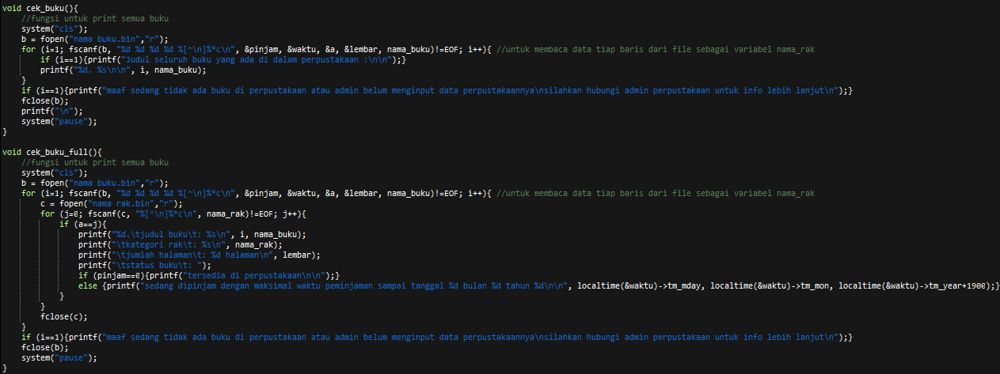 void cek_buku(){
    //fungsi untuk print semua buku
    system("cls");
    b = fopen("nama buku.bin","r");
    for (i=1; fscanf(b, "%d %d %d %d %[^\n]%*c\n", &pinjam, &waktu, &a, &lembar, nama_buku)!=EOF; i++){ //untuk membaca data tiap baris dari file sebagai variabel nama_rak
        if (i==1){printf("Judul seluruh buku yang ada di dalam perpustakaan :\n\n");}
        printf("%d. %s\n\n", i, nama_buku);
    }
    if (i==1){printf("maaf sedang tidak ada buku di perpustakaan atau admin belum menginput data perpustakaannya\nsilahkan hubungi admin perpustakaan untuk info lebih lanjut\n");}
    fclose(b);
    printf("\n");
    system("pause");
}

void cek_buku_full(){
    //fungsi untuk print semua buku
    system("cls");
    b = fopen("nama buku.bin","r");
    for (i=1; fscanf(b, "%d %d %d %d %[^\n]%*c\n", &pinjam, &waktu, &a, &lembar, nama_buku)!=EOF; i++){ //untuk membaca data tiap baris dari file sebagai variabel nama_rak
        c = fopen("nama rak.bin","r");
        for (j=0; fscanf(c, "%[^\n]%*c\n", nama_rak)!=EOF; j++){
            if (a==j){
                printf("%d.\tjudul buku\t: %s\n", i, nama_buku);
                printf("\tkategori rak\t: %s\n", nama_rak);
                printf("\tjumlah halaman\t: %d halaman\n", lembar);
                printf("\tstatus buku\t: ");
                if (pinjam==0){printf("tersedia di perpustakaan\n\n");}
                else {printf("sedang dipinjam dengan maksimal waktu peminjaman sampai tanggal %d bulan %d tahun %d\n\n", localtime(&waktu)->tm_mday, localtime(&waktu)->tm_mon, localtime(&waktu)->tm_year+1900);}
            }
        }
        fclose(c);
    }
    if (i==1){printf("maaf sedang tidak ada buku di perpustakaan atau admin belum menginput data perpustakaannya\nsilahkan hubungi admin perpustakaan untuk info lebih lanjut\n");}
    fclose(b);
    system("pause");
}